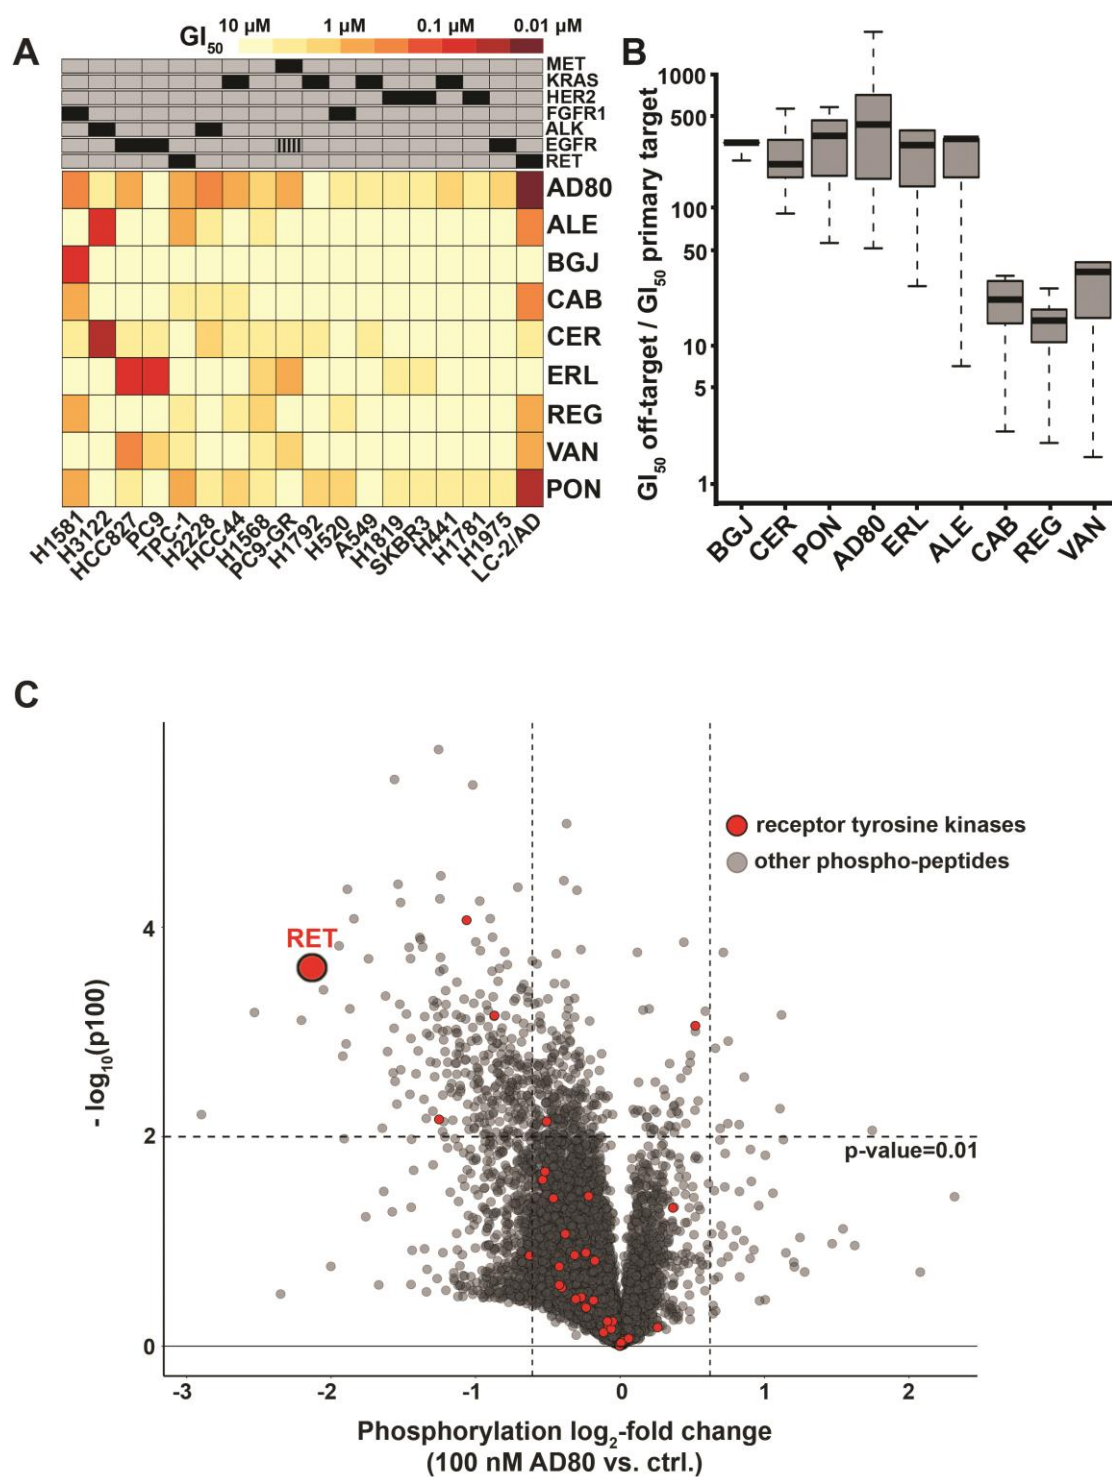 A
GI50
10 µM
1 µM
0.1 µM
0.01 µM
MET
KRAS
HER2
FGFR1
ALK
EGFR
RET
AD80
ALE
BGJ
CAB
CER
ERL
REG
VAN
PON
H1581
H3122
HCC827
PC9
TPC-1
H2228
HCC44
H1568
PC9-GR
H1792
H520
A549
H1819
SKBR3
H441
H1781
H1975
LC-2/AD
B
GI50 off-target / GI50 primary target
1000
500
100
50
10
5
1
BGJ
CER
PON
AD80
ERL
ALE
CAB
REG
VAN
C
- log10(p100)
4
2
0
RET
receptor tyrosine kinases
other phospho-peptides
p-value=0.01
-3
-2
-1
0
1
2
Phosphorylation log2-fold change
(100 nM AD80 vs. ctrl.)